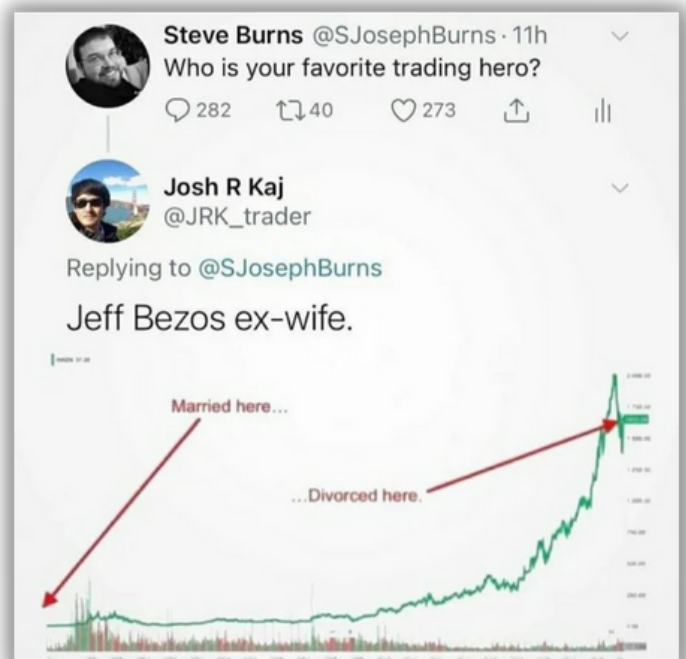 Steve Burns @SJosephBurns · 11h
Who is your favorite trading hero?
282 40 273
Josh R Kaj
@JRK_trader
Replying to @SJosephBurns
Jeff Bezos ex-wife.
Married here...
...Divorced here.